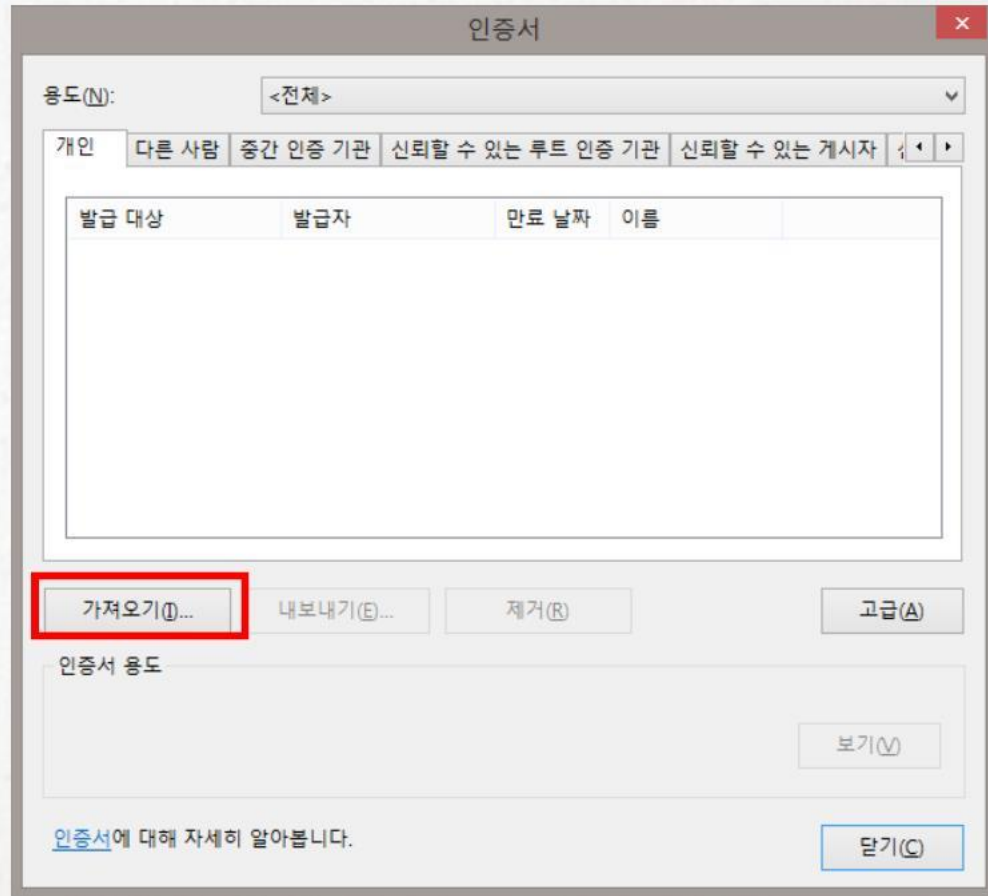 인증서
용도(N): <전체>
개인 다른 사람 중간 인증 기관 신뢰할 수 있는 루트 인증 기관 신뢰할 수 있는 게시자
발급 대상 발급자 만료 날짜 이름
가져오기(I)... 내보내기(E)... 제거(R) 고급(A)
인증서 용도
보기(V)
인증서에 대해 자세히 알아봅니다.
닫기(C)